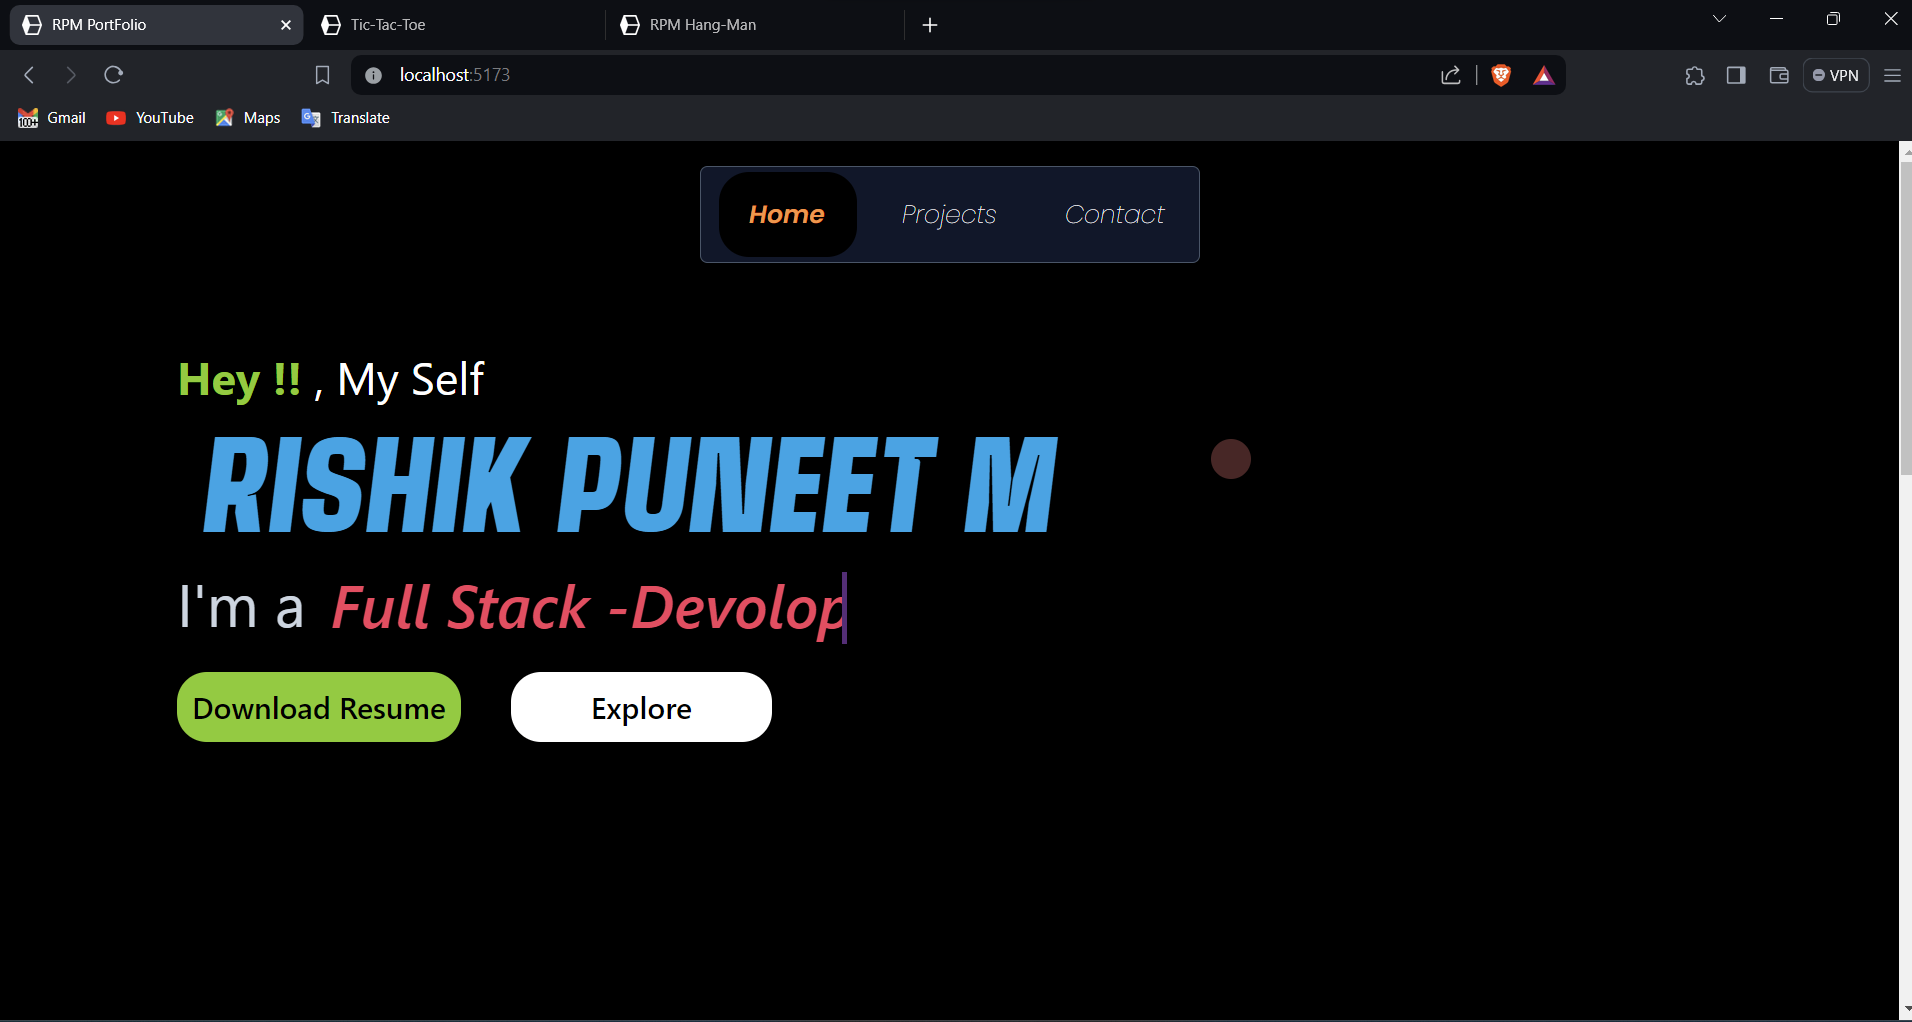 RPM PortFolio
Tic-Tac-Toe
RPM Hang-Man
localhost:5173
VPN
100+
Gmail
YouTube
Maps
Translate
Home
Projects
Contact
Hey !! , My Self
RISHIK PUNEET M
I'm a Full Stack -Devolop
Download Resume
Explore